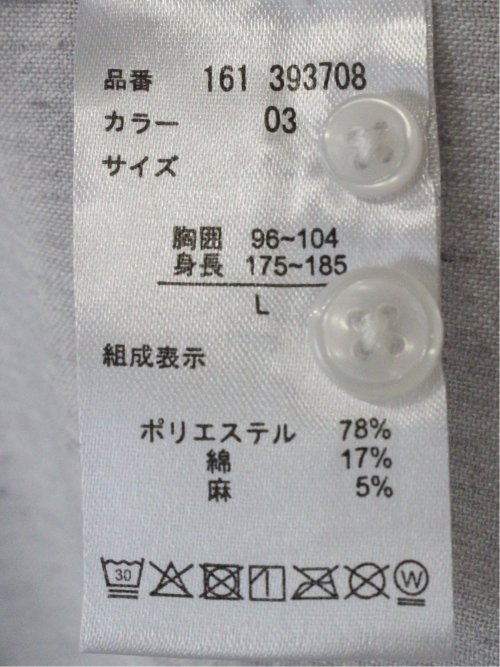 品番 161 393708
カラー 03
サイズ
胸囲 96~104
身長 175~185
L
組成表示
ポリエステル 78%
綿 17%
麻 5%
30 W